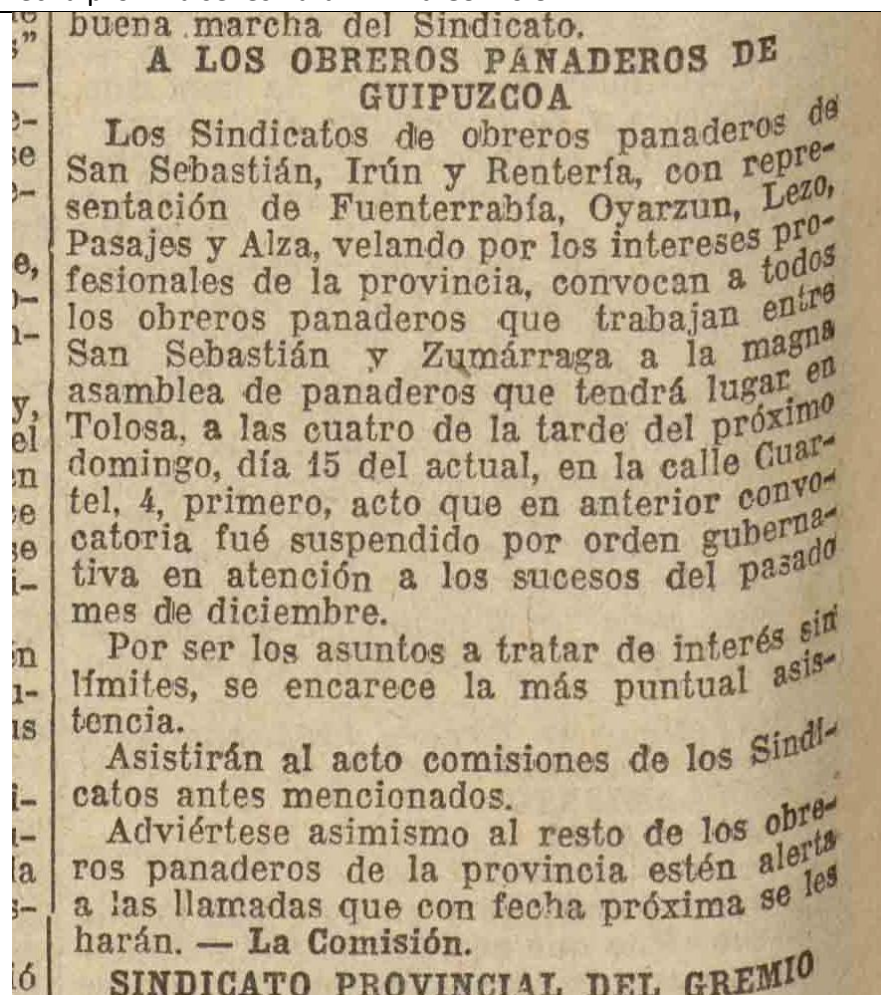 buena marcha del Sindicato.
A LOS OBREROS PANADEROS DE
GUIPUZCOA
Los Sindicatos de obreros panaderos de
San Sebastián, Irún y Rentería, con repre-
sentación de Fuenterrabía, Oyarzun, Lezo,
Pasajes y Alza, velando por los intereses pro-
fesionales de la provincia, convocan a todos
los obreros panaderos que trabajan entre
San Sebastián y Zumárraga a la magna
asamblea de panaderos que tendrá lugar en
Tolosa, a las cuatro de la tarde del próximo
domingo, día 15 del actual, en la calle Cuar-
tel, 4, primero, acto que en anterior convo-
catoria fué suspendido por orden guberna-
tiva en atención a los sucesos del pasado
mes de diciembre.
Por ser los asuntos a tratar de interés sin
límites, se encarece la más puntual asis-
tencia.
Asistirán al acto comisiones de los Sindi-
catos antes mencionados.
Adviértese asimismo al resto de los obre-
ros panaderos de la provincia estén alerta
a las llamadas que con fecha próxima se les
harán. — La Comisión.
SINDICATO PROVINCIAL DEL GREMIO